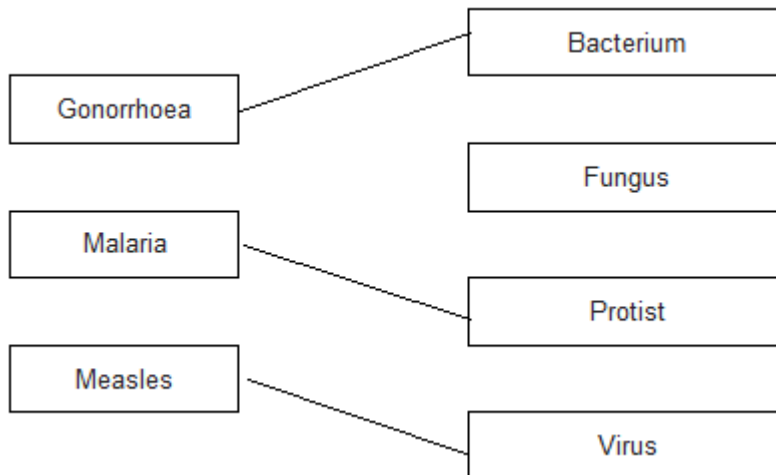 Bacterium
Gonorrhoea
Fungus
Malaria
Protist
Measles
Virus